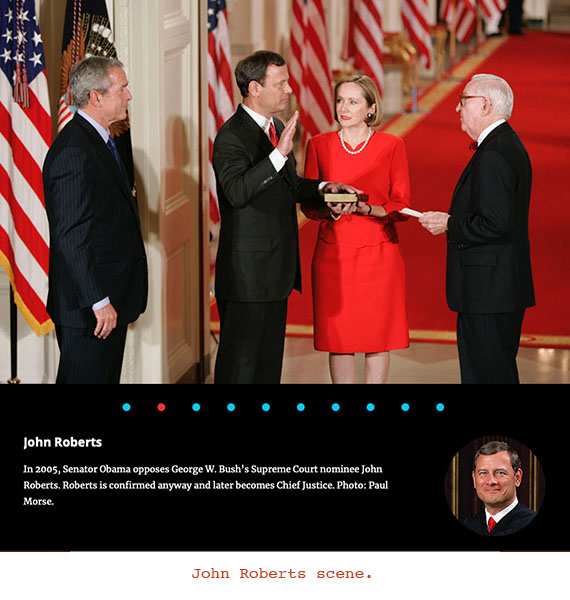 John Roberts
In 2005, Senator Obama opposes George W. Bush's Supreme Court nominee John
Roberts. Roberts is confirmed anyway and later becomes Chief Justice. Photo: Paul
Morse.
John Roberts scene.